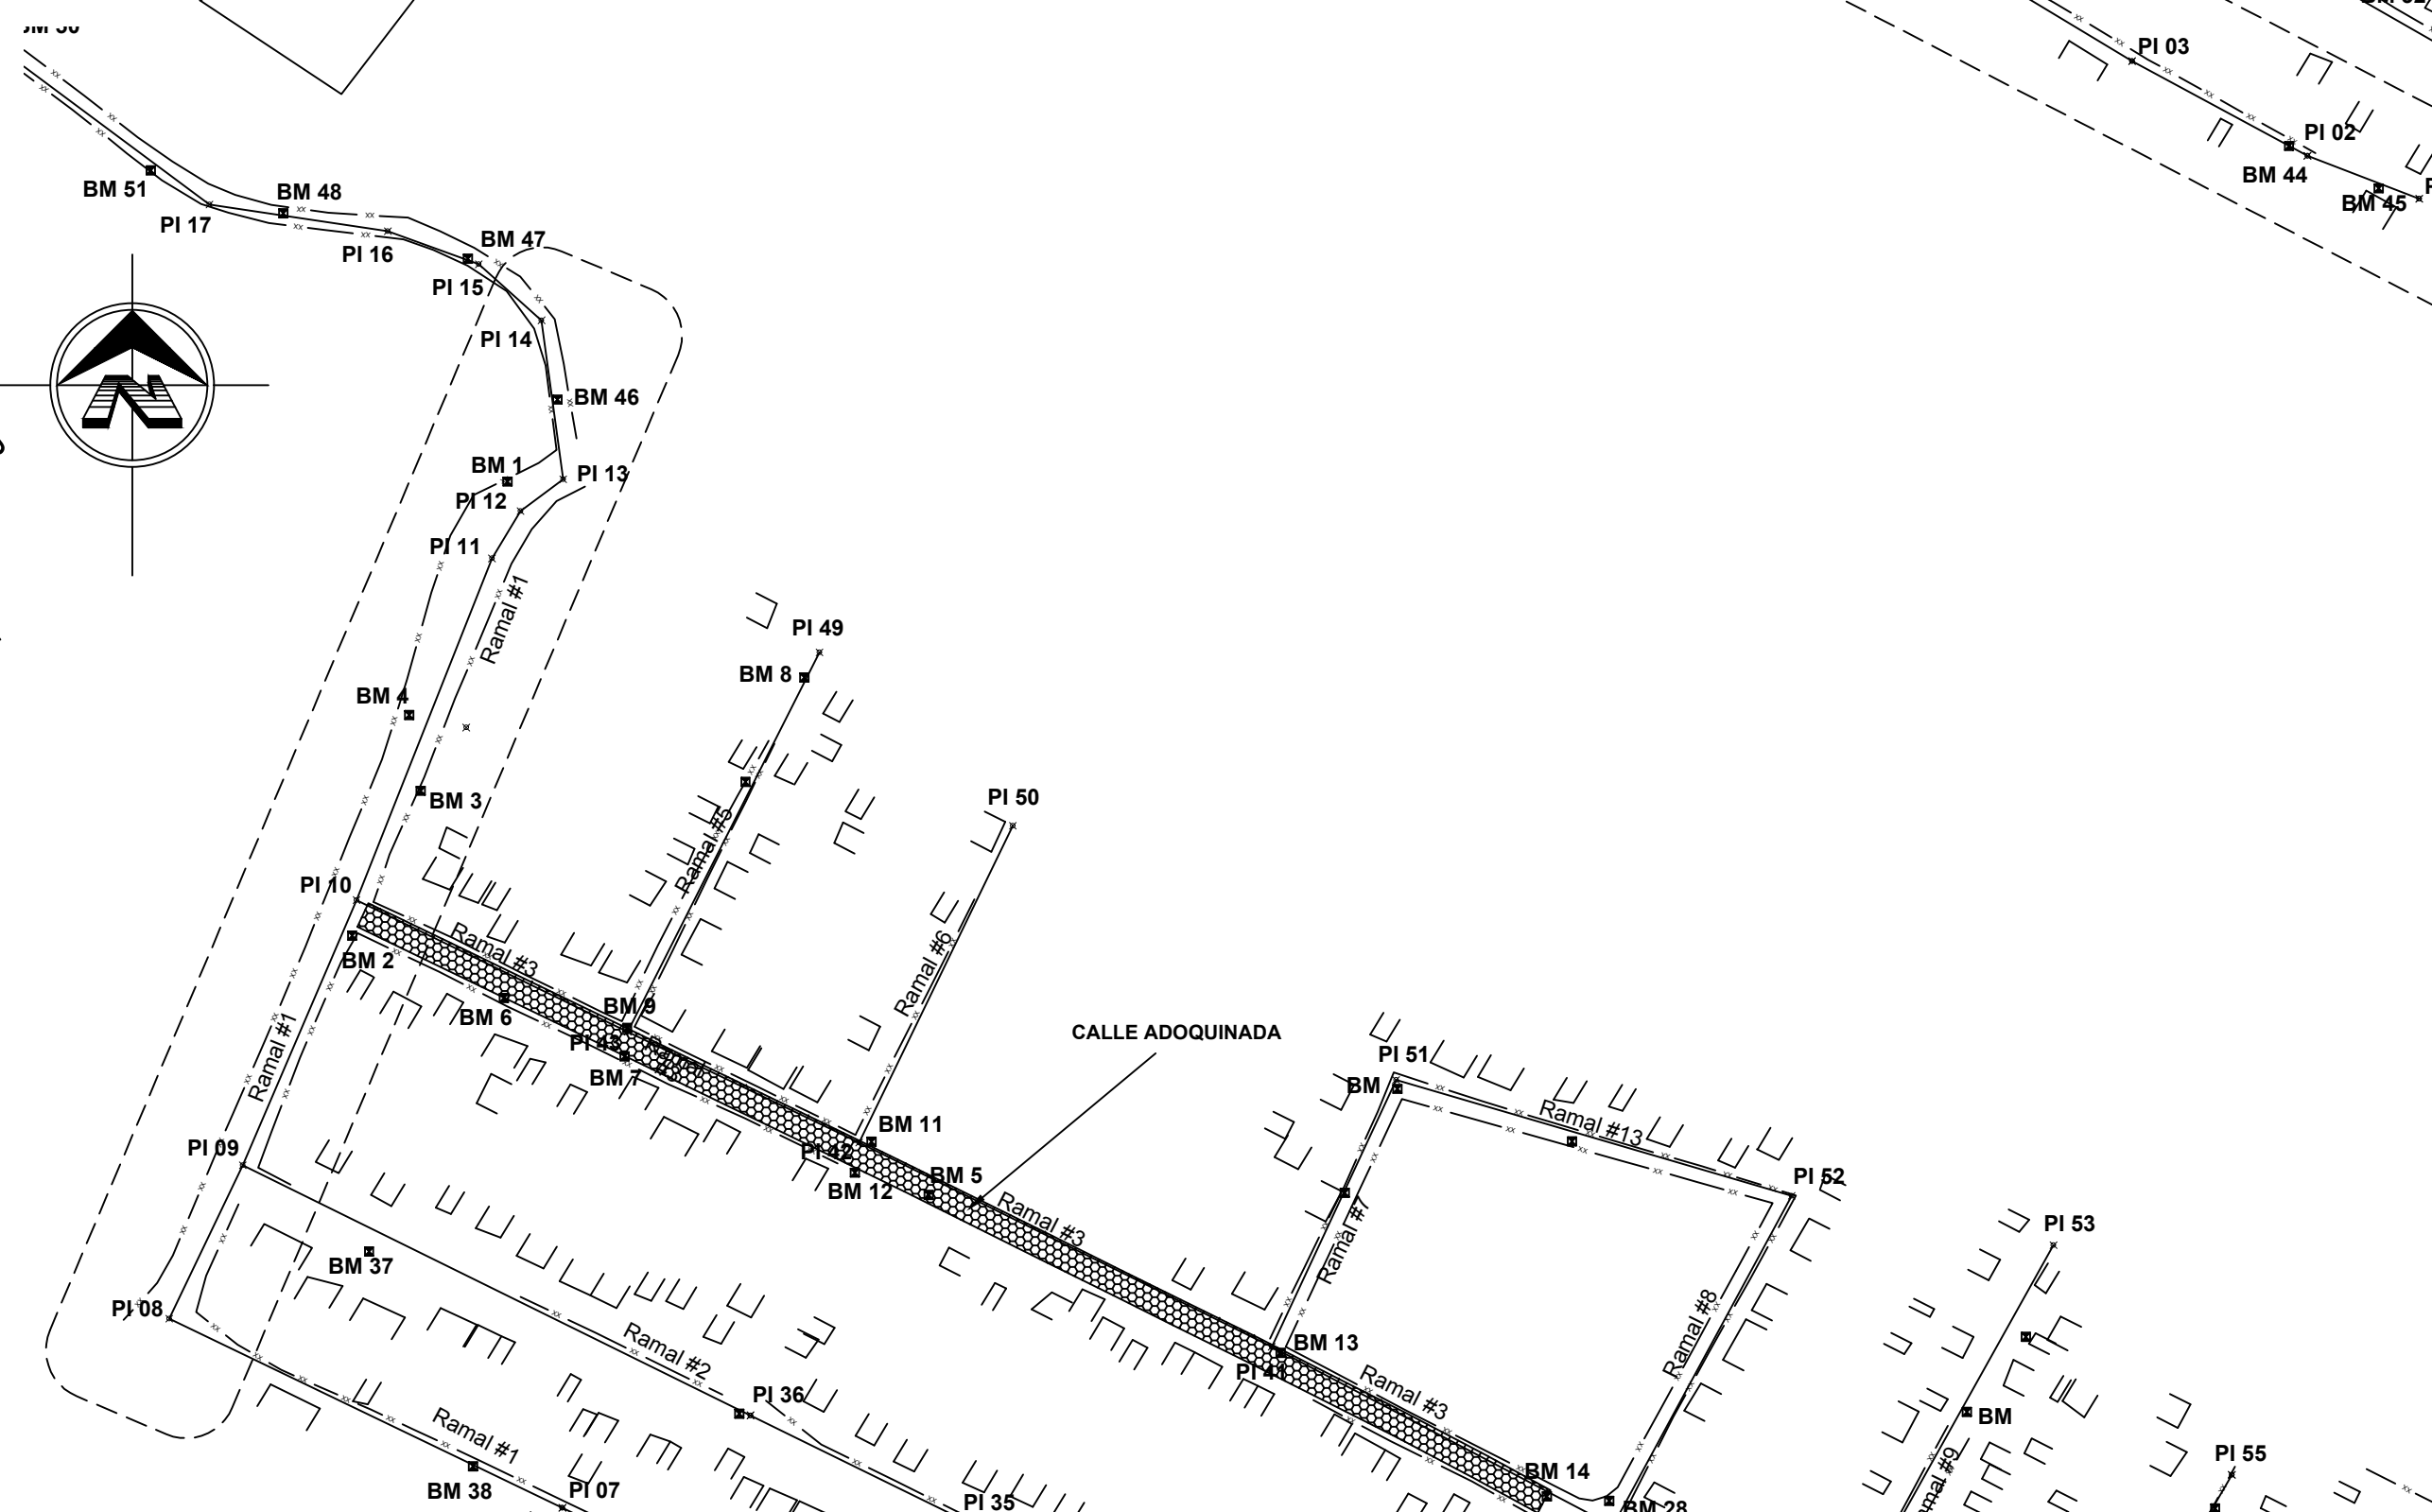 PI 03
PI 02
BM 44
BM 45
BM 51
BM 48
PI 17
PI 16
BM 47
PI 15
PI 14
BM 46
BM 1
PI 13
PI 12
PI 11
Ramal #1
N
PI 49
BM 8
BM 4
BM 3
PI 50
Ramal #5
PI 10
Ramal #3
Ramal #6
BM 2
BM 6
BM 9
PI 43
BM 7
Ramal #3
CALLE ADOQUINADA
PI 51
BM
Ramal #1
Ramal #13
BM 11
PI 42
BM 12
BM 5
PI 09
Ramal #3
Ramal #7
PI 52
PI 53
BM 37
PI 08
Ramal #2
BM 13
PI 41
Ramal #8
Ramal #3
PI 36
Ramal #1
BM
PI 55
BM 38
PI 07
PI 35
BM 14
BM 28
Ramal #9